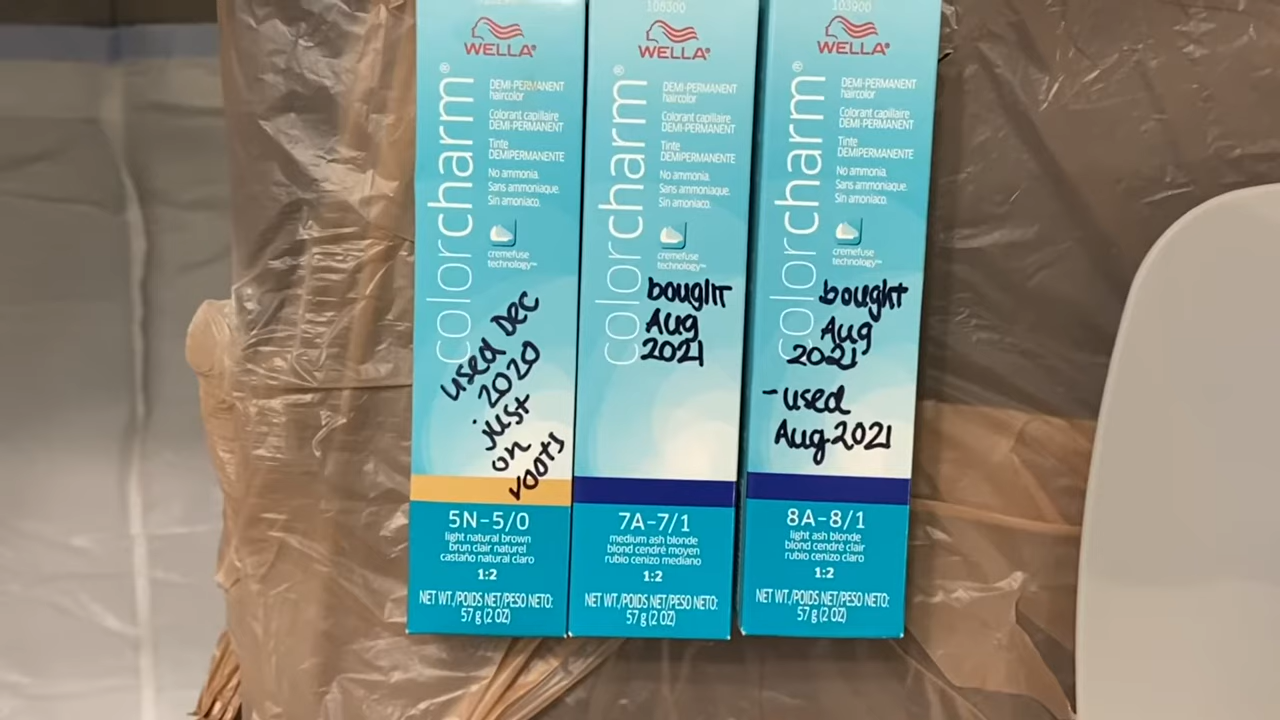 WELLA®
colorcharm®
DEMI-PERMANENT
haircolor
Colorant capillaire
DEMI-PERMANENT
Tinte
DEMIPERMANENTE
No ammonia.
Sans ammoniaque.
Sin amoniaco.
cremefuse
technology™
used Dec
2020
just
on
roots
5N-5/0
light natural brown
brun clair naturel
castaño natural claro
1:2
NET WT./POIDS NET/PESO NETO:
57 g (2 OZ)
108300
WELLA®
colorcharm®
DEMI-PERMANENT
haircolor
Colorant capillaire
DEMI-PERMANENT
Tinte
DEMIPERMANENTE
No ammonia.
Sans ammoniaque.
Sin amoniaco.
cremefuse
technology™
bought
Aug
2021
7A-7/1
medium ash blonde
blond cendré moyen
rubio cenizo mediano
1:2
NET WT./POIDS NET/PESO NETO:
57 g (2 OZ)
103900
WELLA®
colorcharm®
DEMI-PERMANENT
haircolor
Colorant capillaire
DEMI-PERMANENT
Tinte
DEMIPERMANENTE
No ammonia.
Sans ammoniaque.
Sin amoniaco.
cremefuse
technology™
bought
Aug
2021
-used
Aug 2021
8A-8/1
light ash blonde
blond cendré clair
rubio cenizo claro
1:2
NET WT./POIDS NET/PESO NETO:
57 g (2 OZ)